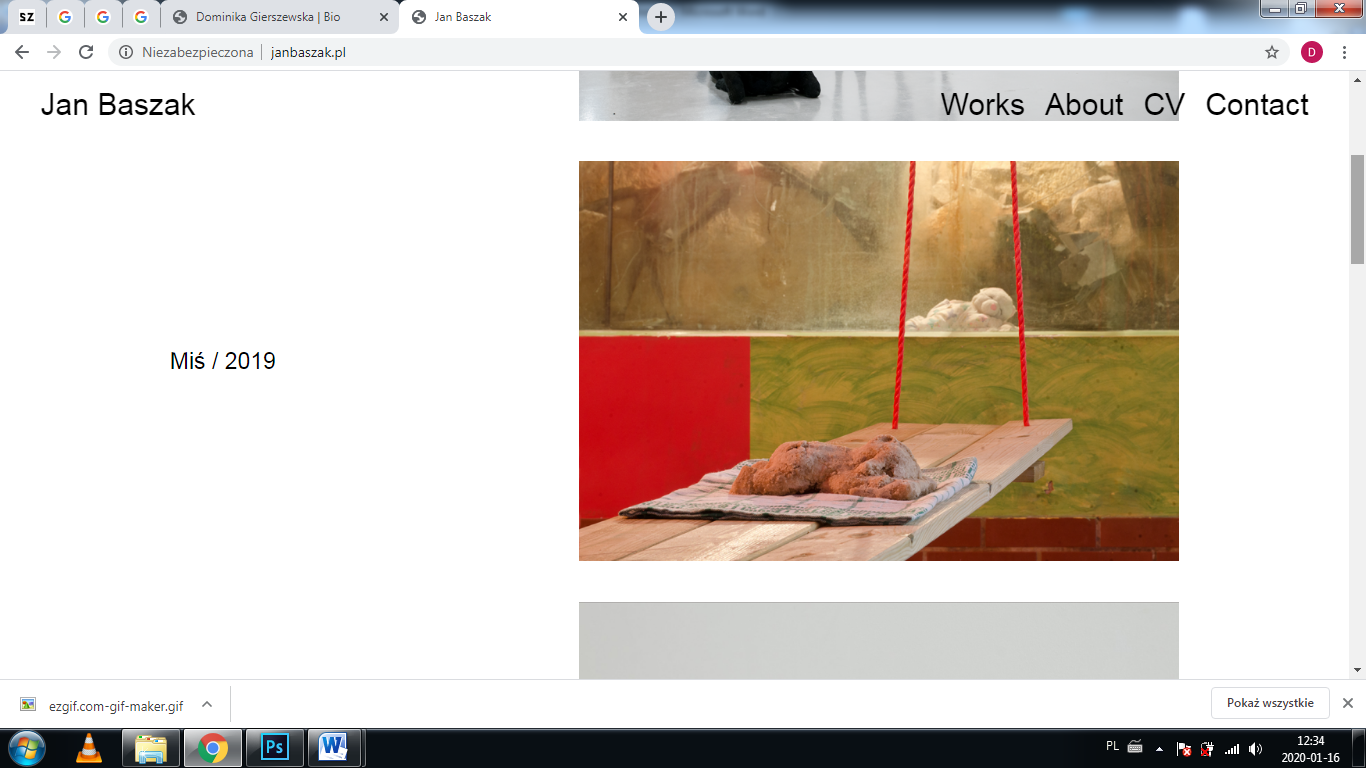 SZ
Dominika Gierszewska | Bio
Jan Baszak
Niezabezpieczona
janbaszak.pl
Jan Baszak
Works About CV Contact
Miś / 2019
ezgif.com-gif-maker.gif
Pokaż wszystkie
Ps
W
PL
12:34
2020-01-16
D